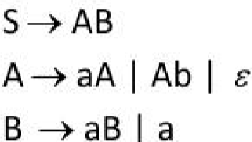 S → AB
A → aA | Ab | ε
B → aB | a